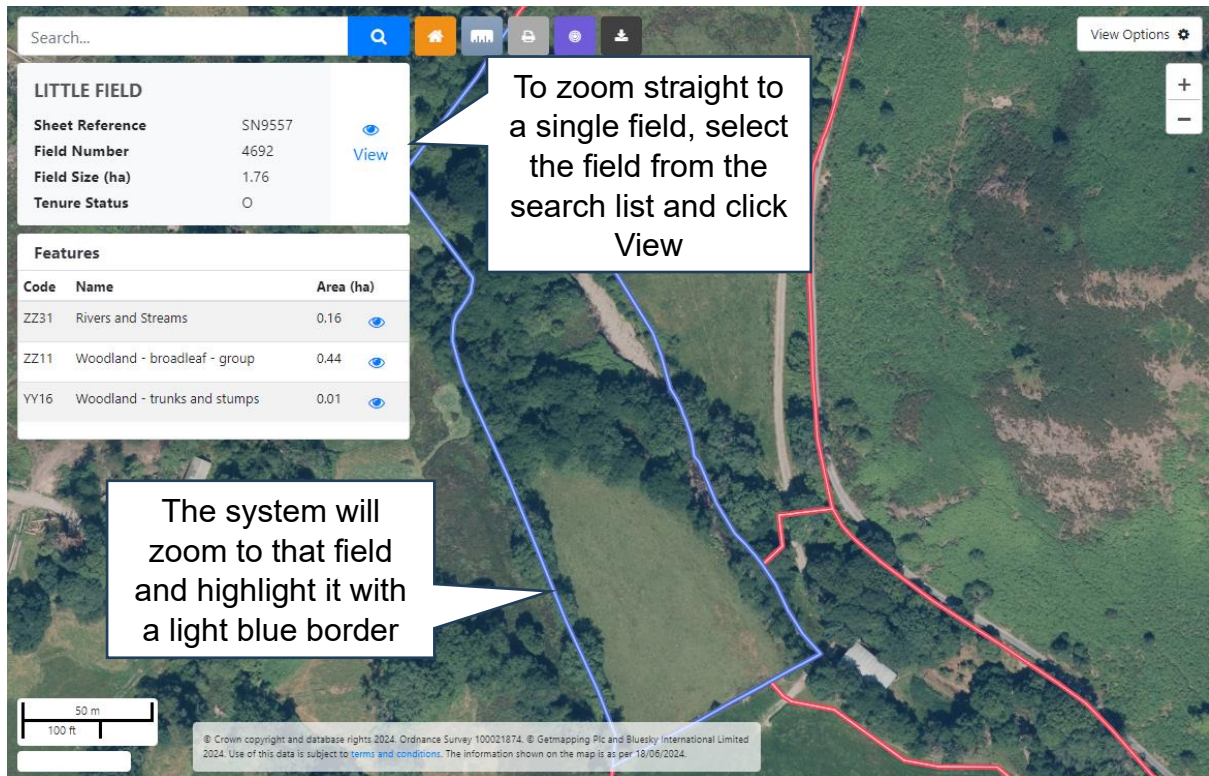 Search...
View Options
LITTLE FIELD
Sheet Reference SN9557
Field Number 4692
View
Field Size (ha) 1.76
Tenure Status O
To zoom straight to
a single field, select
the field from the
search list and click
View
+
−
Features
Code Name Area (ha)
ZZ31 Rivers and Streams 0.16
ZZ11 Woodland - broadleaf - group 0.44
YY16 Woodland - trunks and stumps 0.01
The system will
zoom to that field
and highlight it with
a light blue border
50 m
100 ft
© Crown copyright and database rights 2024. Ordnance Survey 100021874. © Getmapping Plc and Bluesky International Limited
2024. Use of this data is subject to terms and conditions. The information shown on the map is as per 18/06/2024.